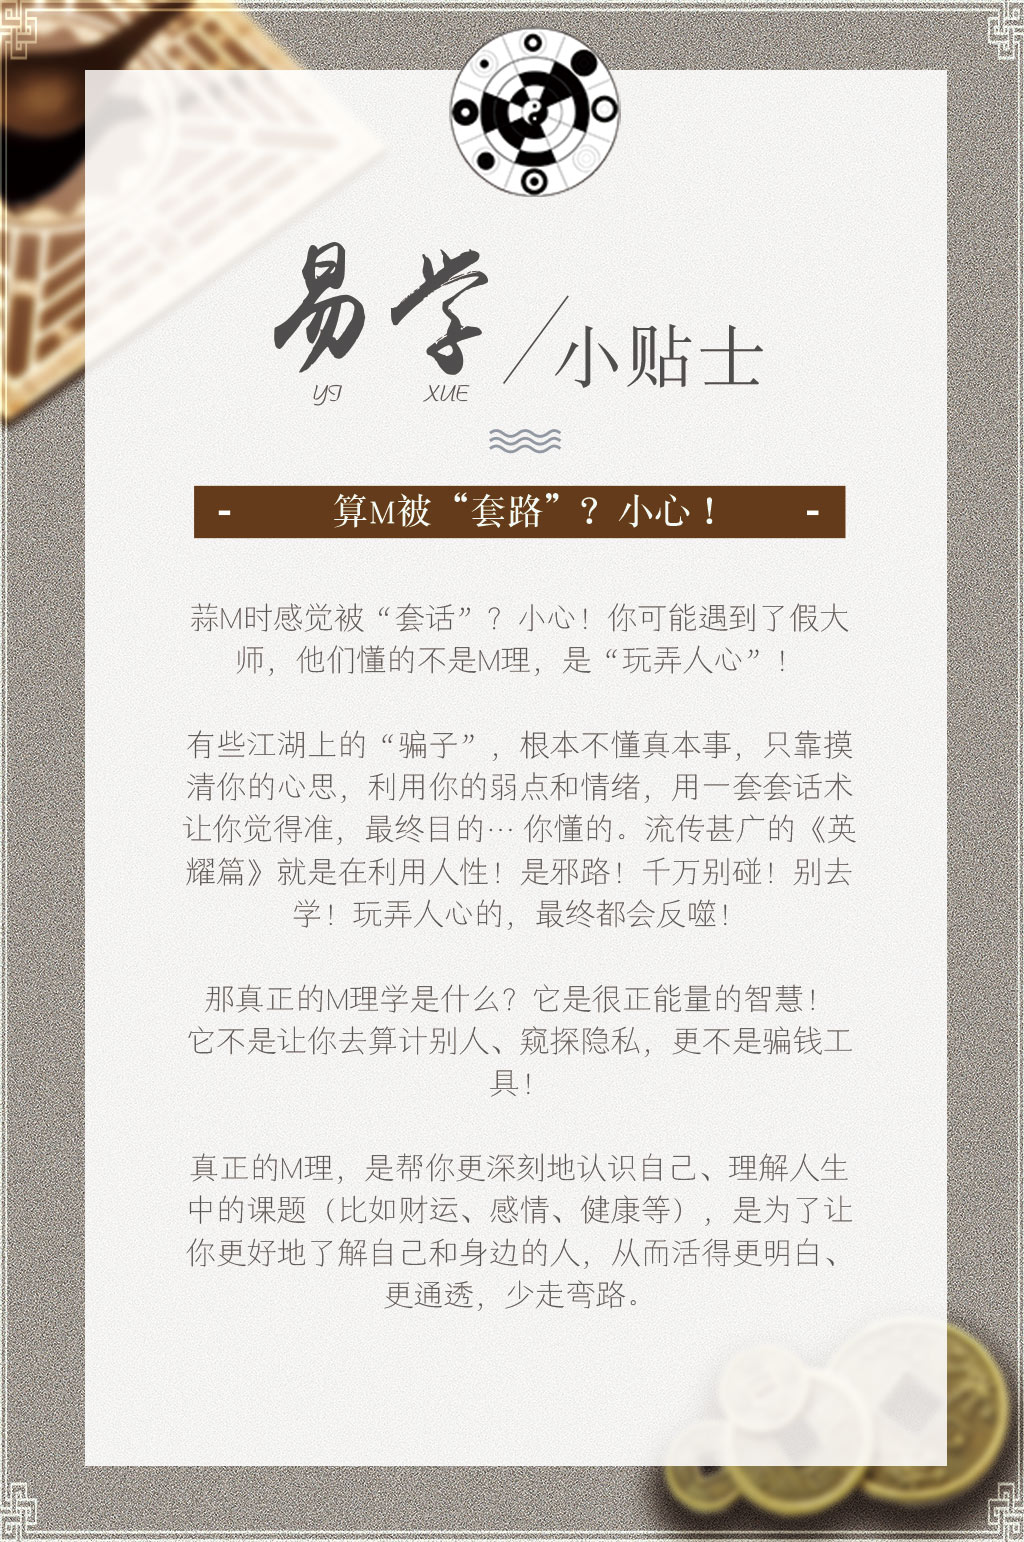 易学/小贴士
YI XUE
- 算M被“套路”？小心！ -
蒜M时感觉被“套话”？小心！你可能遇到了假大
师，他们懂的不是M理，是“玩弄人心”！
有些江湖上的“骗子”，根本不懂真本事，只靠摸
清你的心思，利用你的弱点和情绪，用一套套话术
让你觉得准，最终目的… 你懂的。流传甚广的《英
耀篇》就是在利用人性！是邪路！千万别碰！别去
学！玩弄人心的，最终都会反噬！
那真正的M理学是什么？它是很正能量的智慧！
它不是让你去算计别人、窥探隐私，更不是骗钱工
具！
真正的M理，是帮你更深刻地认识自己、理解人生
中的课题（比如财运、感情、健康等），是为了让
你更好地了解自己和身边的人，从而活得更明白、
更通透，少走弯路。